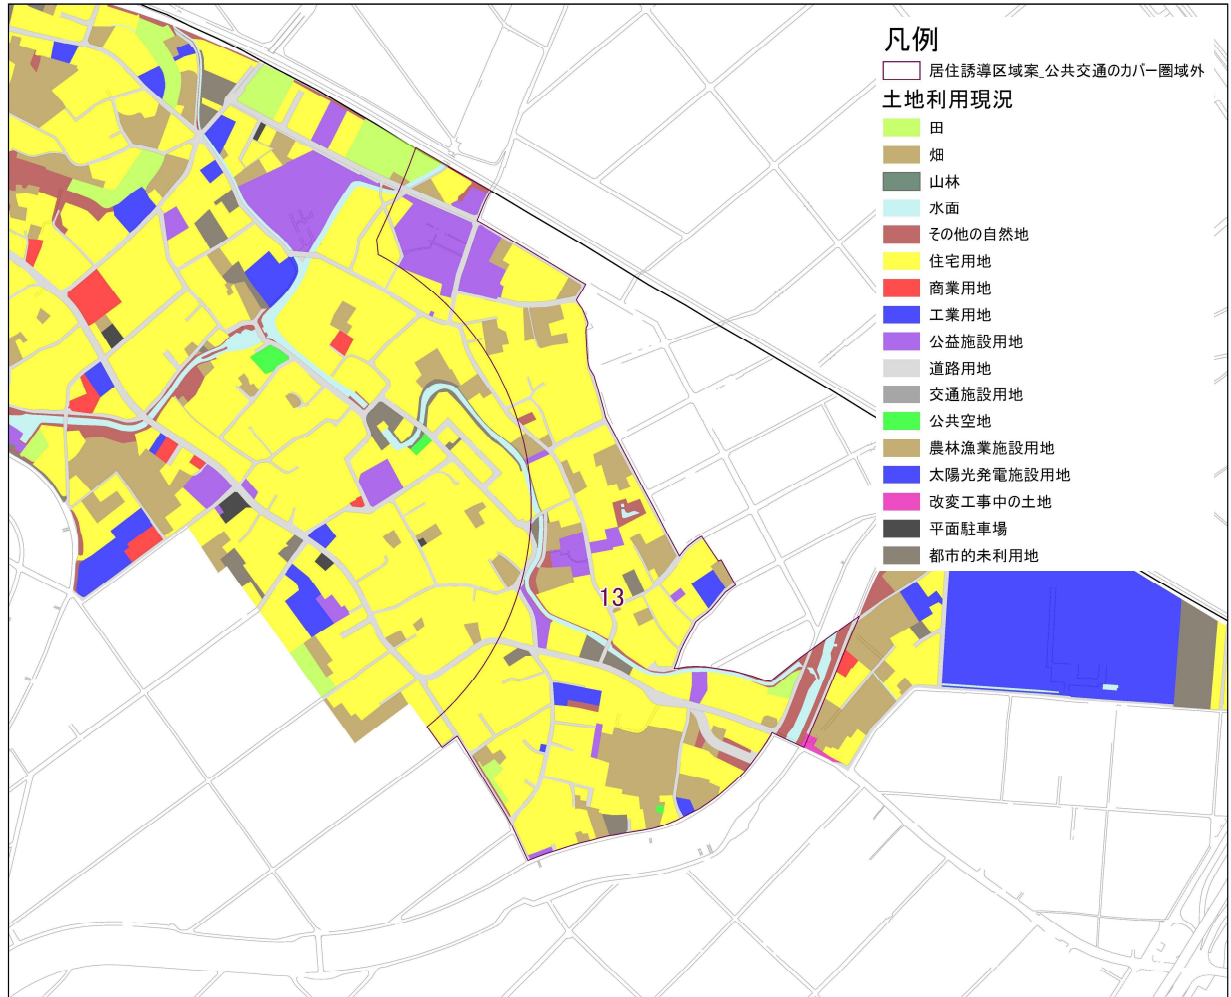 凡例
居住誘導区域案_公共交通のカバー圏域外
土地利用現況
田
畑
山林
水面
その他の自然地
住宅用地
商業用地
工業用地
公益施設用地
道路用地
交通施設用地
公共空地
農林漁業施設用地
太陽光発電施設用地
改変工事中の土地
平面駐車場
都市的未利用地
13